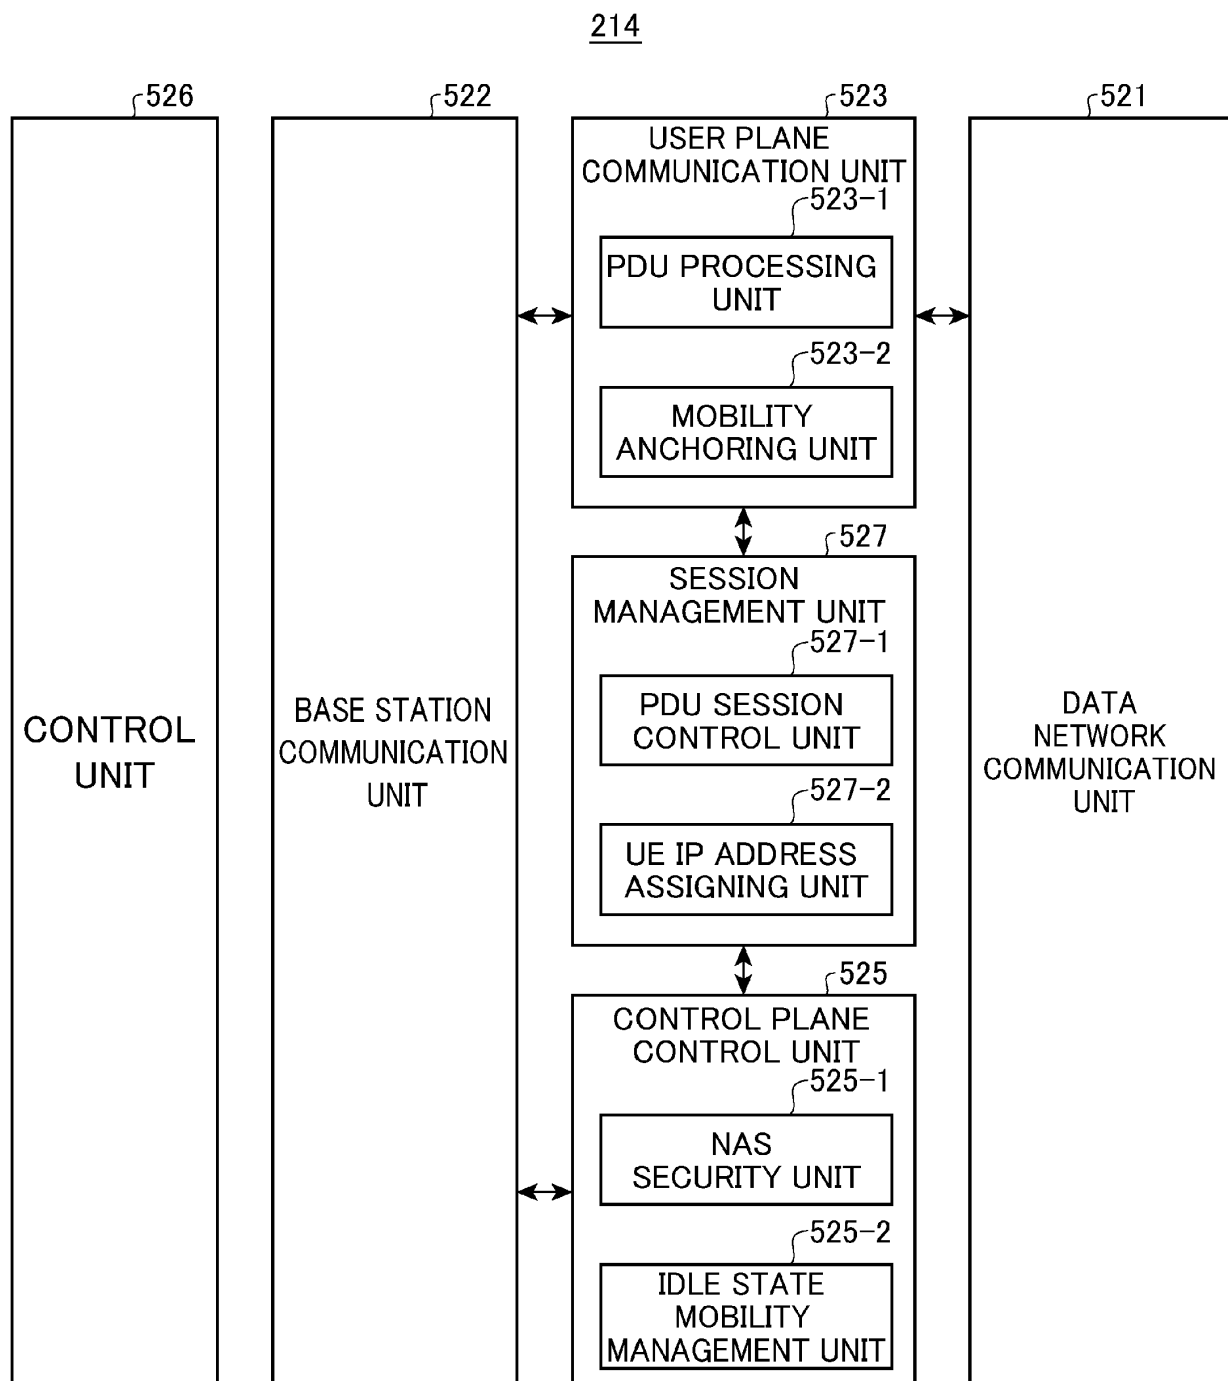 214
526
522
523
521
USER PLANE
COMMUNICATION UNIT
523-1
PDU PROCESSING
UNIT
523-2
MOBILITY
ANCHORING UNIT
527
SESSION
MANAGEMENT UNIT
527-1
PDU SESSION
CONTROL UNIT
527-2
UE IP ADDRESS
ASSIGNING UNIT
525
CONTROL PLANE
CONTROL UNIT
525-1
NAS
SECURITY UNIT
525-2
IDLE STATE
MOBILITY
MANAGEMENT UNIT
CONTROL
UNIT
BASE STATION
COMMUNICATION
UNIT
DATA
NETWORK
COMMUNICATION
UNIT